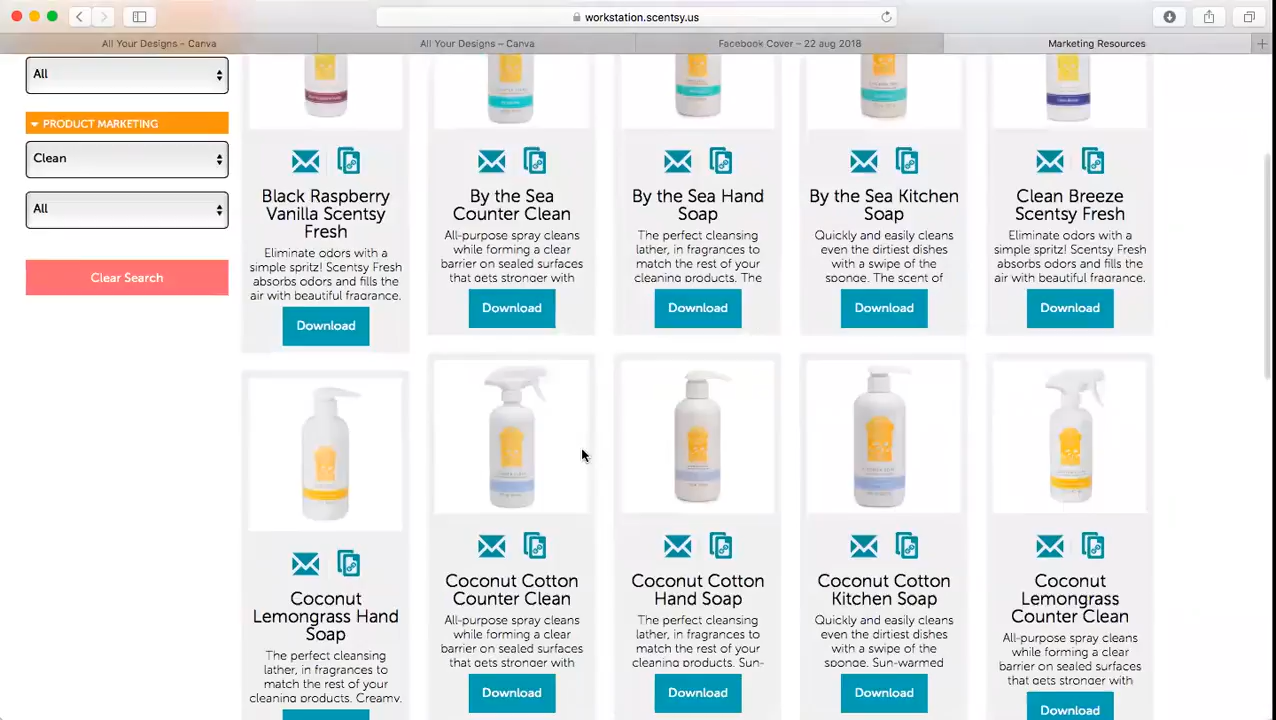 workstation.scentsy.us
All Your Designs – Canva
All Your Designs – Canva
Facebook Cover – 22 aug 2018
Marketing Resources
All
PRODUCT MARKETING
Clean
All
Clear Search
Black Raspberry
Vanilla Scentsy
Fresh
Eliminate odors with a
simple spritz! Scentsy Fresh
absorbs odors and fills the
air with beautiful fragrance.
Download
By the Sea
Counter Clean
All-purpose spray cleans
while forming a clear
barrier on sealed surfaces
that gets stronger with
Download
By the Sea Hand
Soap
The perfect cleansing
lather, in fragrances to
match the rest of your
cleaning products. The
Download
By the Sea Kitchen
Soap
Quickly and easily cleans
even the dirtiest dishes
with a swipe of the
sponge. The scent of
Download
Clean Breeze
Scentsy Fresh
Eliminate odors with a
simple spritz! Scentsy Fresh
absorbs odors and fills the
air with beautiful fragrance.
Download
Coconut
Lemongrass Hand
Soap
The perfect cleansing
lather, in fragrances to
match the rest of your
cleaning products. Creamy,
Coconut Cotton
Counter Clean
All-purpose spray cleans
while forming a clear
barrier on sealed surfaces
that gets stronger with
Download
Coconut Cotton
Hand Soap
The perfect cleansing
lather, in fragrances to
match the rest of your
cleaning products. Sun-
Download
Coconut Cotton
Kitchen Soap
Quickly and easily cleans
even the dirtiest dishes
with a swipe of the
sponge. Sun-warmed
Download
Coconut
Lemongrass
Counter Clean
All-purpose spray cleans
while forming a clear
barrier on sealed surfaces
that gets stronger with
Download